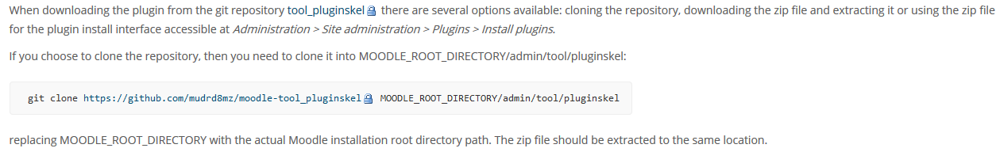 When downloading the plugin from the git repository tool_pluginskel there are several options available: cloning the repository, downloading the zip file and extracting it or using the zip file
for the plugin install interface accessible at Administration > Site administration > Plugins > Install plugins.
If you choose to clone the repository, then you need to clone it into MOODLE_ROOT_DIRECTORY/admin/tool/pluginskel:
git clone https://github.com/mudrd8mz/moodle-tool_pluginskel MOODLE_ROOT_DIRECTORY/admin/tool/pluginskel
replacing MOODLE_ROOT_DIRECTORY with the actual Moodle installation root directory path. The zip file should be extracted to the same location.